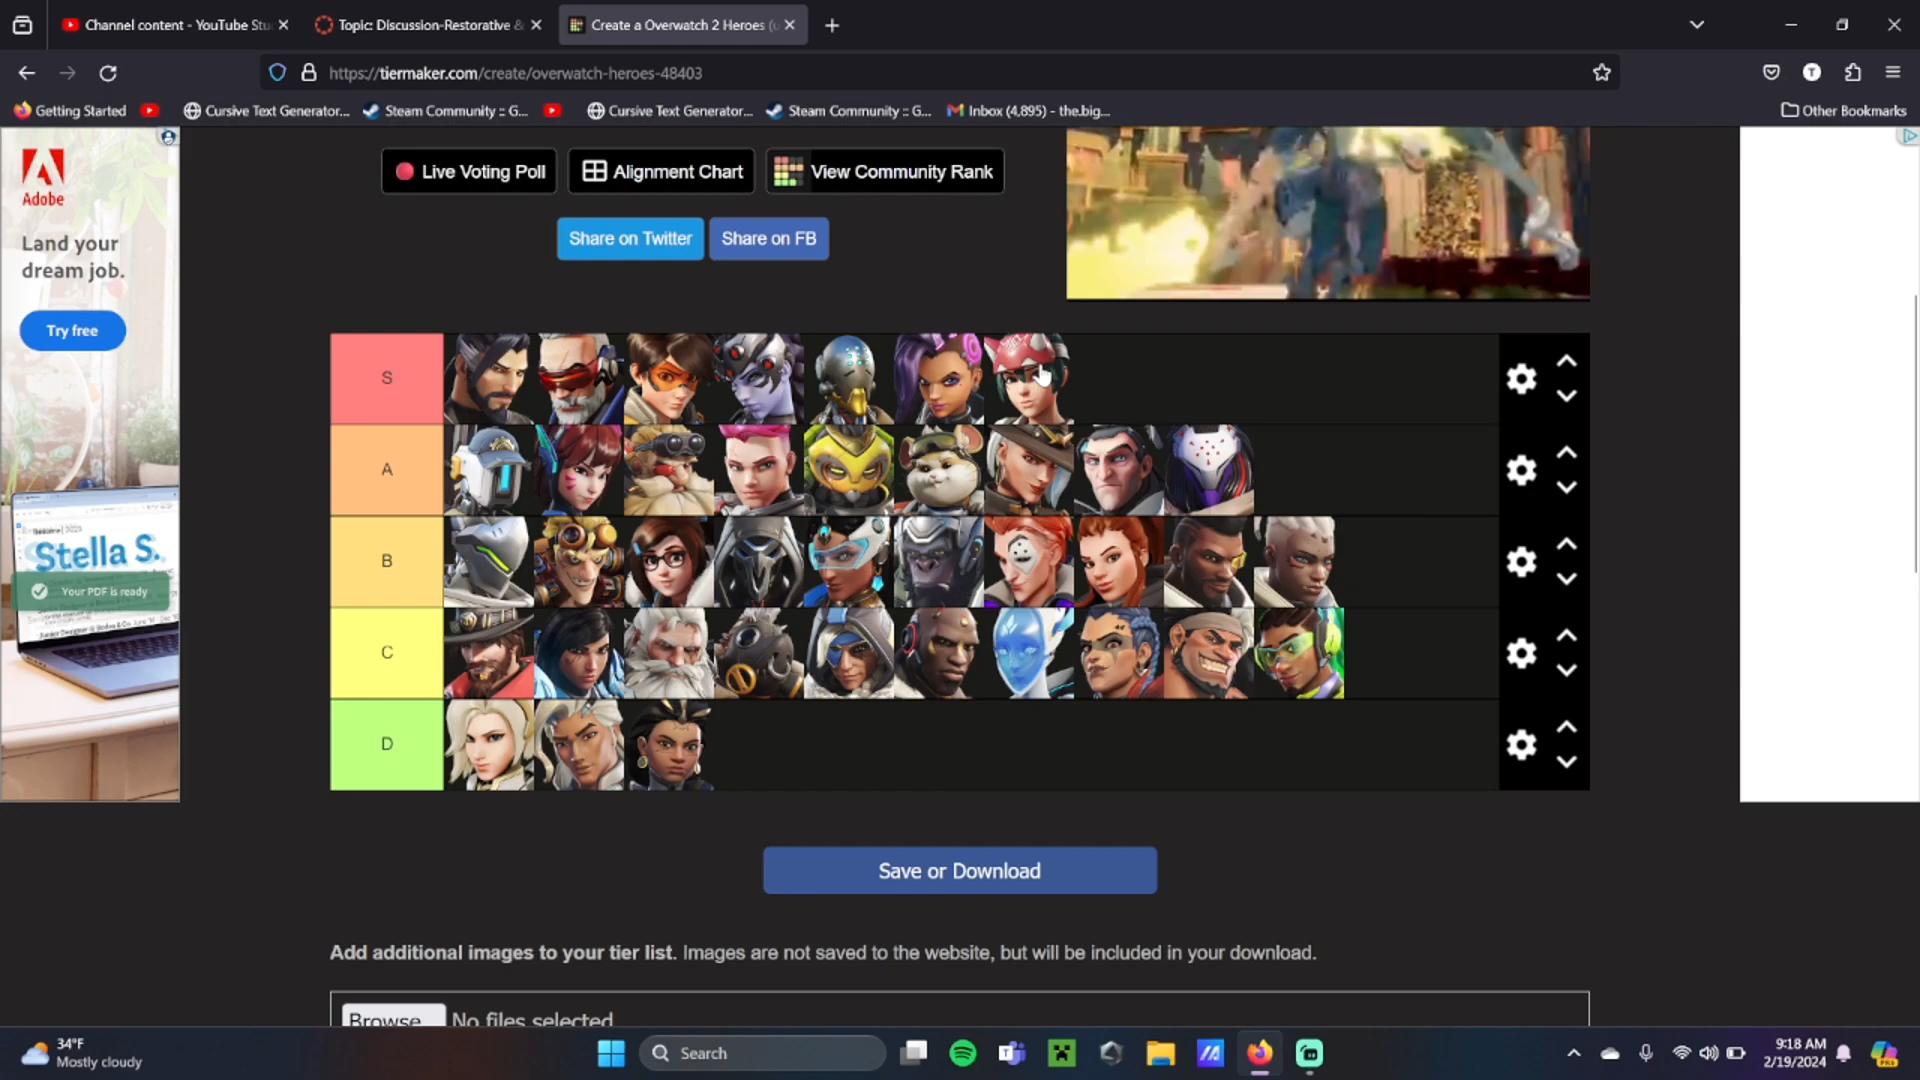 Channel content - YouTube Stu
Topic: Discussion-Restorative &
Create a Overwatch 2 Heroes (u
https://tiermaker.com/create/overwatch-heroes-48403
T
Getting Started
Cursive Text Generator...
Steam Community :: G...
Cursive Text Generator...
Steam Community :: G...
Inbox (4,895) - the.big...
Other Bookmarks
Adobe
Land your
dream job.
Try free
Stella S.
Your PDF is ready
Live Voting Poll
Alignment Chart
View Community Rank
Share on Twitter
Share on FB
S
A
B
C
D
Save or Download
Add additional images to your tier list. Images are not saved to the website, but will be included in your download.
Browse...
No files selected.
34°F
Mostly cloudy
Search
9:18 AM
2/19/2024